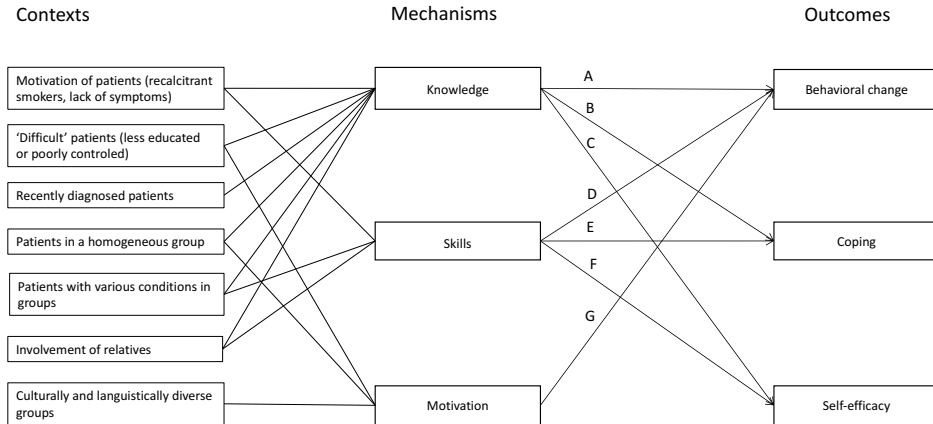 Contexts
Mechanisms
Outcomes
Motivation of patients (recalcitrant
smokers, lack of symptoms)
'Difficult' patients (less educated
or poorly controled)
Recently diagnosed patients
Patients in a homogeneous group
Patients with various conditions in
groups
Involvement of relatives
Culturally and languistically diverse
groups
Knowledge
Skills
Motivation
A
B
C
D
E
F
G
Behavioral change
Coping
Self-efficacy